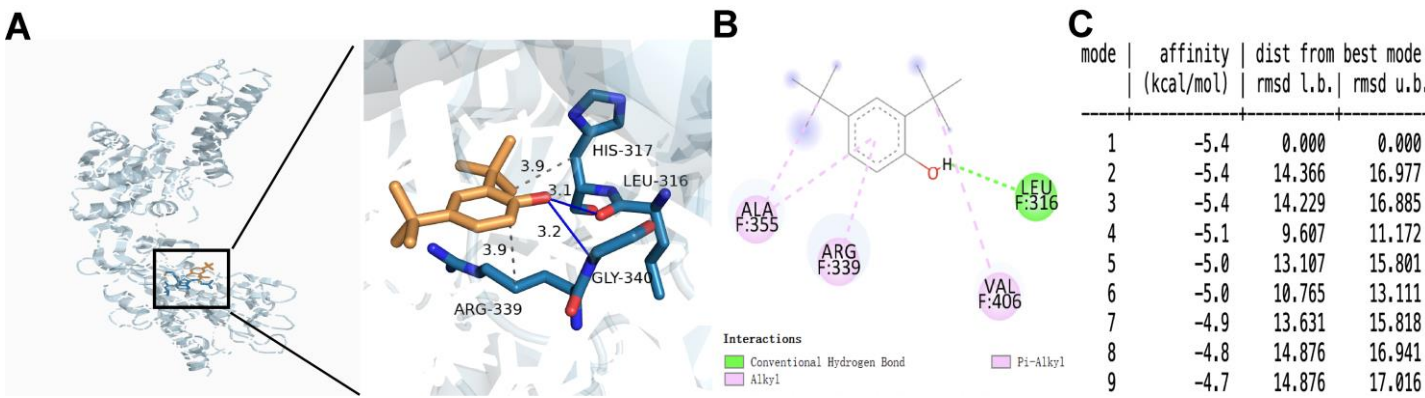 A
HIS-317
3.9
LEU-316
3.1
3.2
3.9
GLY-340
ARG-339
B
H
O
LEU
F:316
ALA
F:355
ARG
F:339
VAL
F:406
Interactions
Conventional Hydrogen Bond
Alkyl
Pi-Alkyl
C
mode | affinity | dist from best mode
| (kcal/mol) | rmsd l.b.| rmsd u.b.
1 -5.4 0.000 0.000
2 -5.4 14.366 16.977
3 -5.4 14.229 16.885
4 -5.1 9.607 11.172
5 -5.0 13.107 15.801
6 -5.0 10.765 13.111
7 -4.9 13.631 15.818
8 -4.8 14.876 16.941
9 -4.7 14.876 17.016